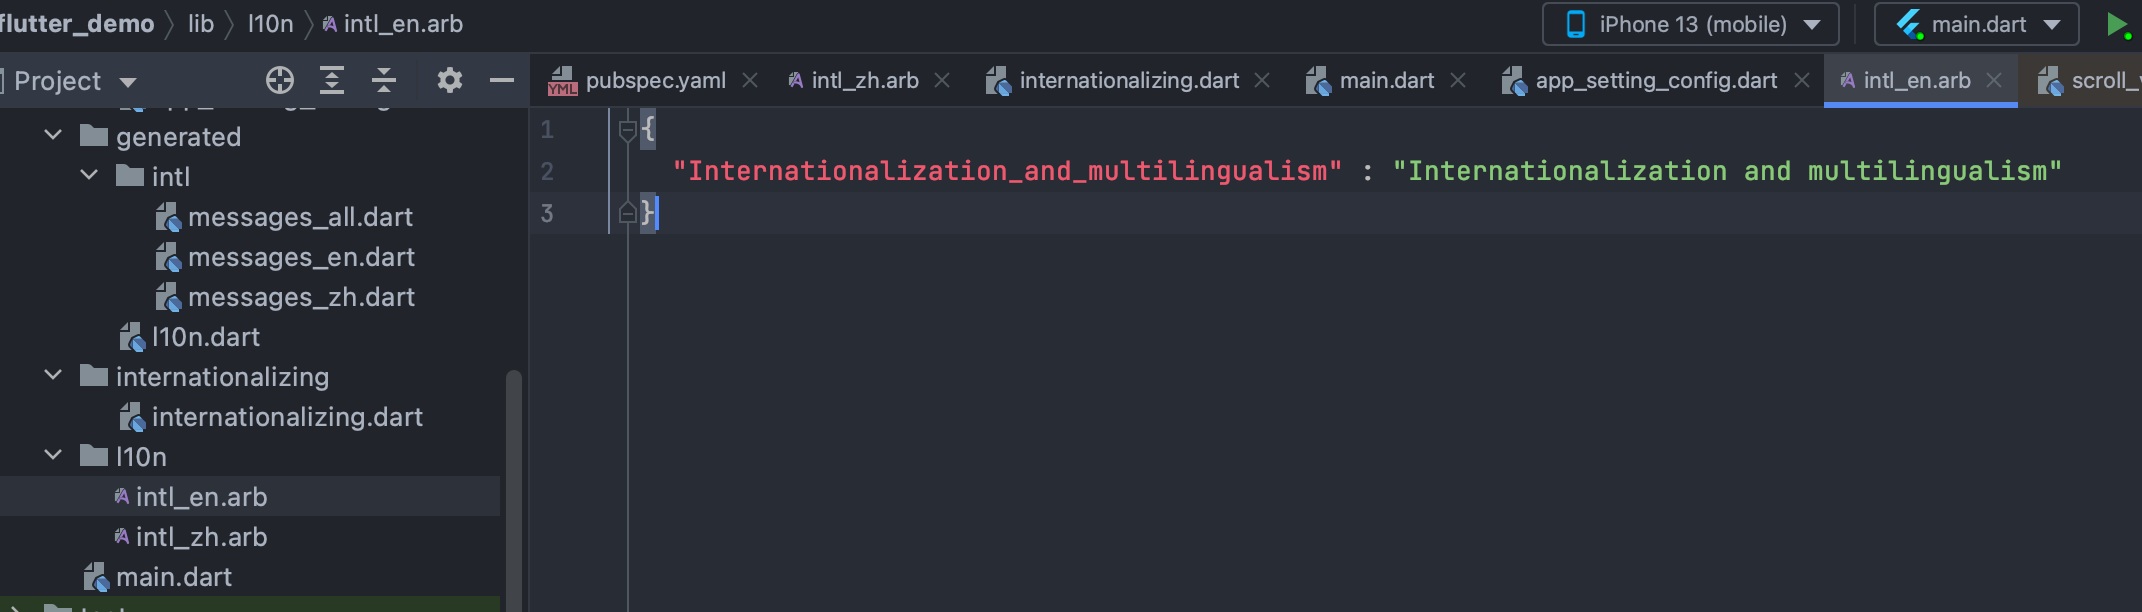 flutter_demo lib l10n intl_en.arb iPhone 13 (mobile) main.dart
Project pubspec.yaml intl_zh.arb internationalizing.dart main.dart app_setting_config.dart intl_en.arb scroll_
generated
intl
messages_all.dart
messages_en.dart
messages_zh.dart
l10n.dart
internationalizing
internationalizing.dart
l10n
intl_en.arb
intl_zh.arb
main.dart
1 {
2 "Internationalization_and_multilingualism" : "Internationalization and multilingualism"
3 }